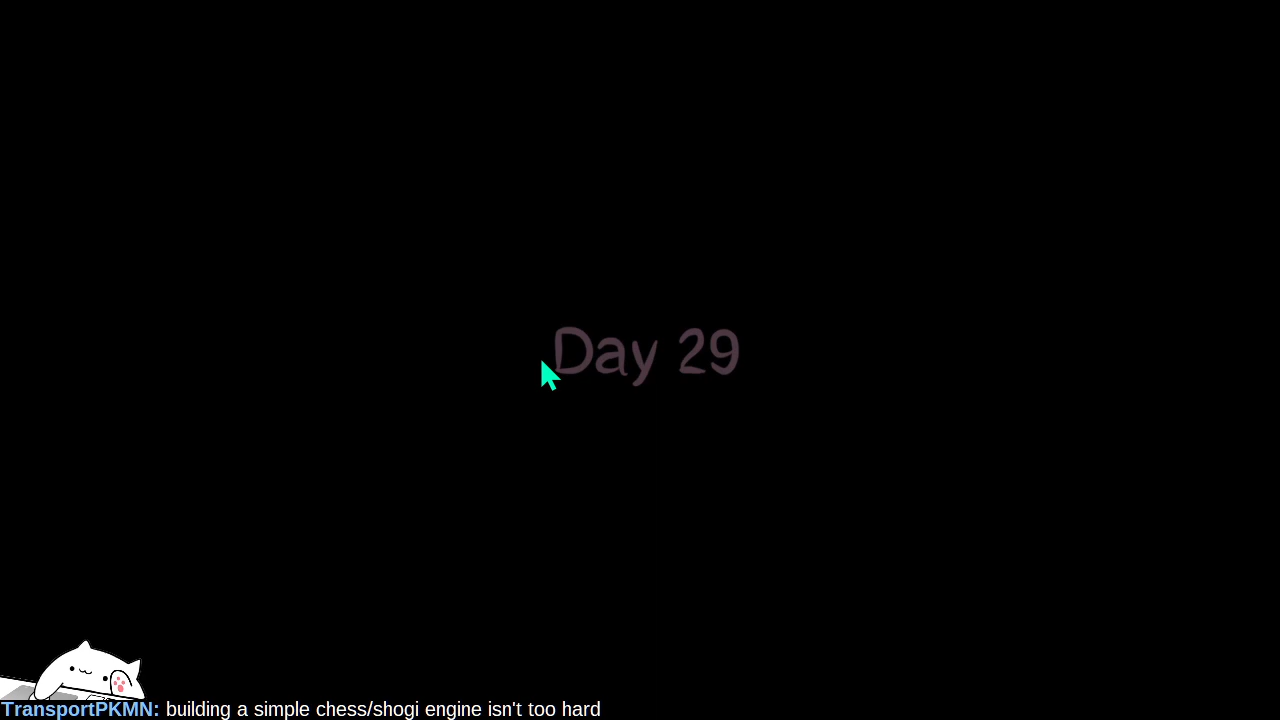 Day 29
TransportPKMN: building a simple chess/shogi engine isn't too hard